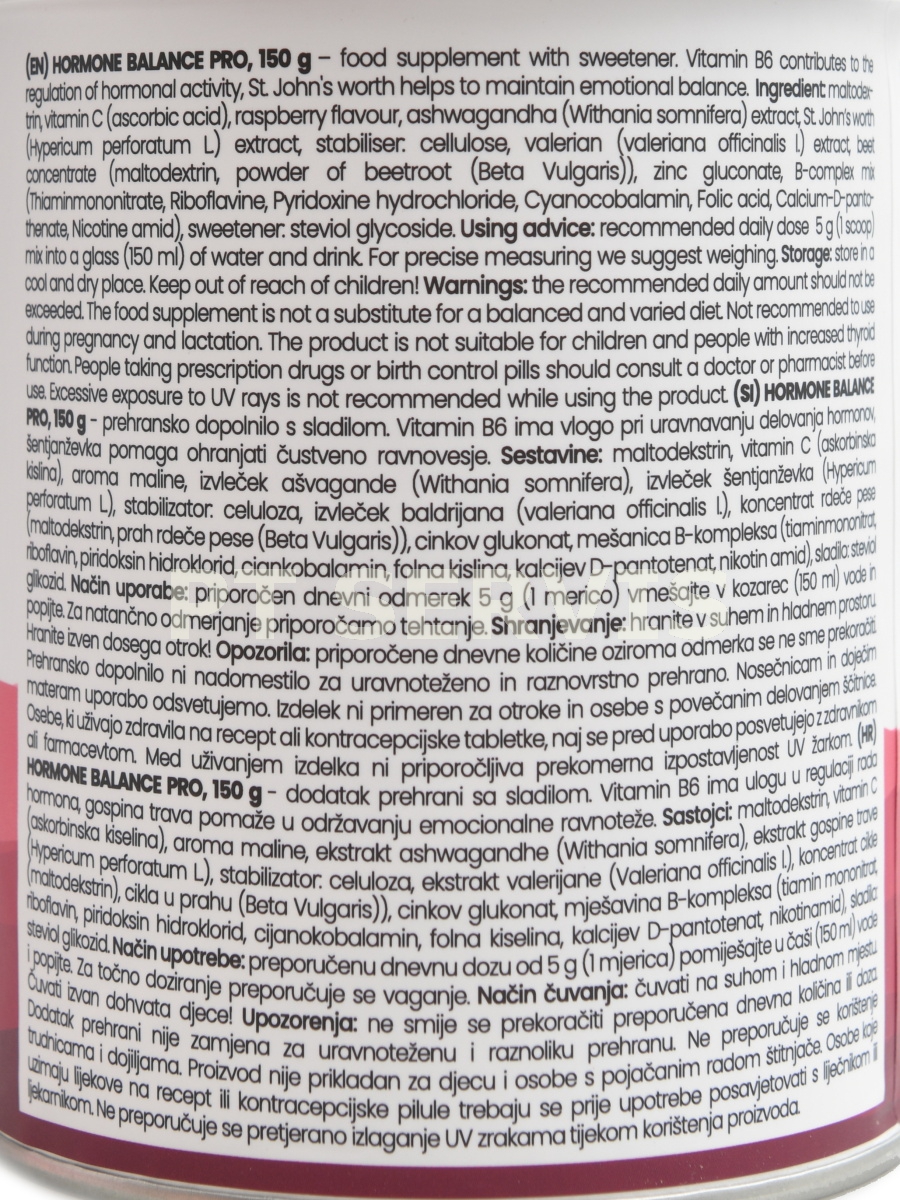 (EN) HORMONE BALANCE PRO, 150 g – food supplement with sweetener. Vitamin B6 contributes to the
regulation of hormonal activity, St. John's worth helps to maintain emotional balance. Ingredient: maltodex-
trin, vitamin C (ascorbic acid), raspberry flavour, ashwagandha (Withania somnifera) extract, St. John's worth
(Hypericum perforatum L.) extract, stabiliser: cellulose, valerian (valeriana officinalis l.) extract, beet
concentrate (maltodextrin, powder of beetroot (Beta Vulgaris)), zinc gluconate, B-complex mix
(Thiaminmononitrate, Riboflavine, Pyridoxine hydrochloride, Cyanocobalamin, Folic acid, Calcium-D-panto-
thenate, Nicotine amid), sweetener: steviol glycoside. Using advice: recommended daily dose 5 g (1 scoop)
mix into a glass (150 ml) of water and drink. For precise measuring we suggest weighing. Storage: store in a
cool and dry place. Keep out of reach of children! Warnings: the recommended daily amount should not be
exceeded. The food supplement is not a substitute for a balanced and varied diet. Not recommended to use
during pregnancy and lactation. The product is not suitable for children and people with increased thyroid
function. People taking prescription drugs or birth control pills should consult a doctor or pharmacist before
use. Excessive exposure to UV rays is not recommended while using the product. (SI) HORMONE BALANCE
PRO, 150 g – prehransko dopolnilo s sladilom. Vitamin B6 ima vlogo pri uravnavanju delovanja hormonov,
šentjanževka pomaga ohranjati čustveno ravnovesje. Sestavine: maltodekstrin, vitamin C (askorbinska
kislina), aroma maline, izvleček ašvagande (Withania somnifera), izvleček šentjanževka (Hypericum
perforatum L.), stabilizator: celuloza, izvleček baldrijana (valeriana officinalis l.), koncentrat rdeče pese
(maltodekstrin, prah rdeče pese (Beta Vulgaris)), cinkov glukonat, mešanica B-kompleksa (tiaminmononitrat,
riboflavin, piridoksin hidroklorid, ciankobalamin, folna kislina, kalcijev D-pantotenat, nikotin amid), sladila: steviol
glikozid. Način uporabe: priporočen dnevni odmerek 5 g (1 merico) vmešajte v kozarec (150 ml) vode in
popijte. Za natančno odmerjanje priporočamo tehtanje. Shranjevanje: hranite v suhem in hladnem prostoru.
Hranite izven dosega otrok! Opozorila: priporočene dnevne količine oziroma odmerka se ne sme prekoračiti.
Prehransko dopolnilo ni nadomestilo za uravnoteženo in raznovrstno prehrano. Nosečnicam in doječim
materam uporabo odsvetujemo. Izdelek ni primeren za otroke in osebe s povečanim delovanjem ščitnice.
Osebe, ki uživajo zdravila na recept ali kontracepcijske tabletke, naj se pred uporabo posvetujejo z zdravnikom
ali farmacevtom. Med uživanjem izdelka ni priporočljiva prekomerna izpostavljenost UV žarkom. (HR)
HORMONE BALANCE PRO, 150 g – dodatak prehrani sa sladilom. Vitamin B6 ima ulogu u regulaciji rada
hormona, gospina trava pomaže u održavanju emocionalne ravnoteže. Sastojci: maltodekstrin, vitamin C
(askorbinska kiselina), aroma maline, ekstrakt ashwagandhe (Withania somnifera), ekstrakt gospine trave
(Hypericum perforatum L.), stabilizator: celuloza, ekstrakt valerijane (Valeriana officinalis l.), koncentrat cikle
(maltodekstrin), cikla u prahu (Beta Vulgaris)), cinkov glukonat, mješavina B-kompleksa (tiamin mononitrat,
riboflavin, piridoksin hidroklorid, cijanokobalamin, folna kiselina, kalcijev D-pantotenat, nikotinamid), sladila:
steviol glikozid. Način upotrebe: preporučenu dnevnu dozu od 5 g (1 mjerica) pomiješajte u čaši (150 ml) vode
i popijte. Za točno doziranje preporučuje se vaganje. Način čuvanja: čuvati na suhom i hladnom mjestu.
Čuvati izvan dohvata djece! Upozorenja: ne smije se prekoračiti preporučena dnevna količina ili doza.
Dodatak prehrani nije zamjena za uravnoteženu i raznoliku prehranu. Ne preporučuje se korištenje
trudnicama i dojiljama. Proizvod nije prikladan za djecu i osobe s pojačanim radom štitnjače. Osobe koje
uzimaju lijekove na recept ili kontracepcijske pilule trebaju se prije upotrebe posavjetovati s liječnikom ili
ljekarnikom. Ne preporučuje se pretjerano izlaganje UV zrakama tijekom korištenja proizvoda.
PT SERVIS